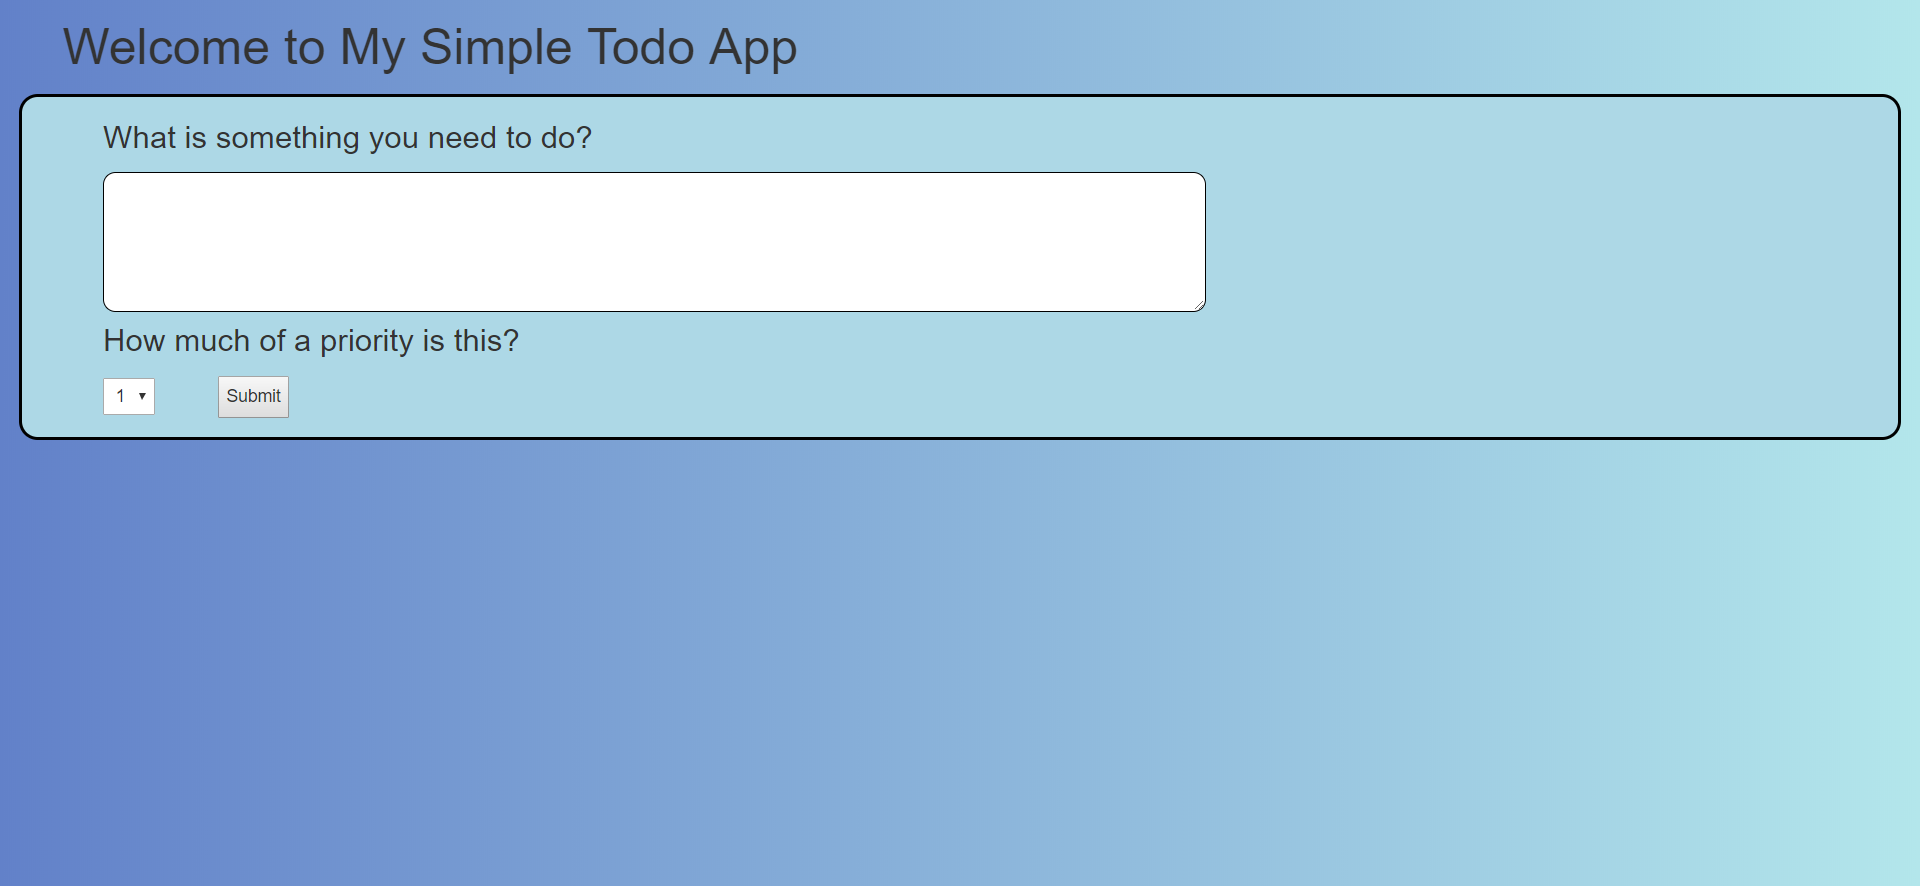 Welcome to My Simple Todo App
What is something you need to do?
How much of a priority is this?
1 Submit